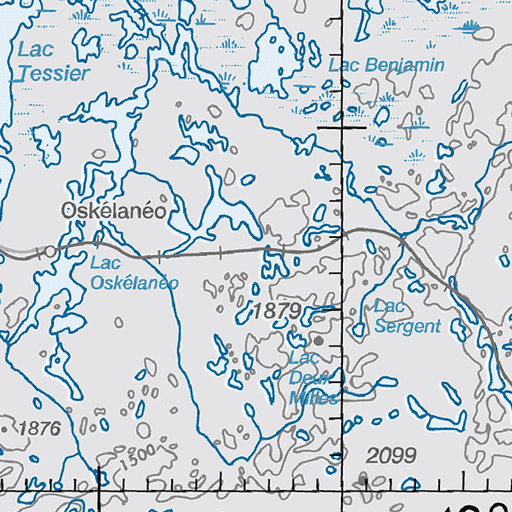 Lac
Tessier
Lac Benjamin
Oskélanéo
Lac
Oskélanéo
1879
Lac
Sergent
Lac
Deux
Milles
1876
1500
2099